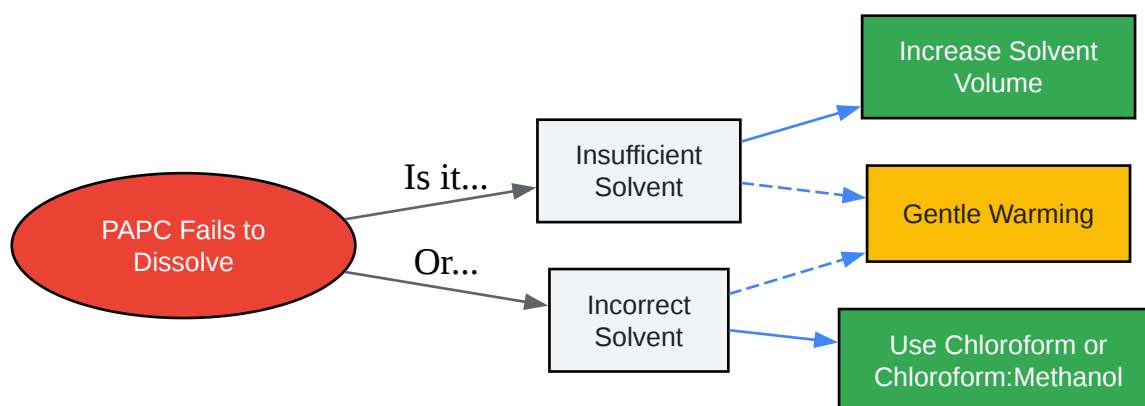 PAPC Fails to
Dissolve
Is it...
Or...
Insufficient
Solvent
Incorrect
Solvent
Increase Solvent
Volume
Gentle Warming
Use Chloroform or
Chloroform:Methanol